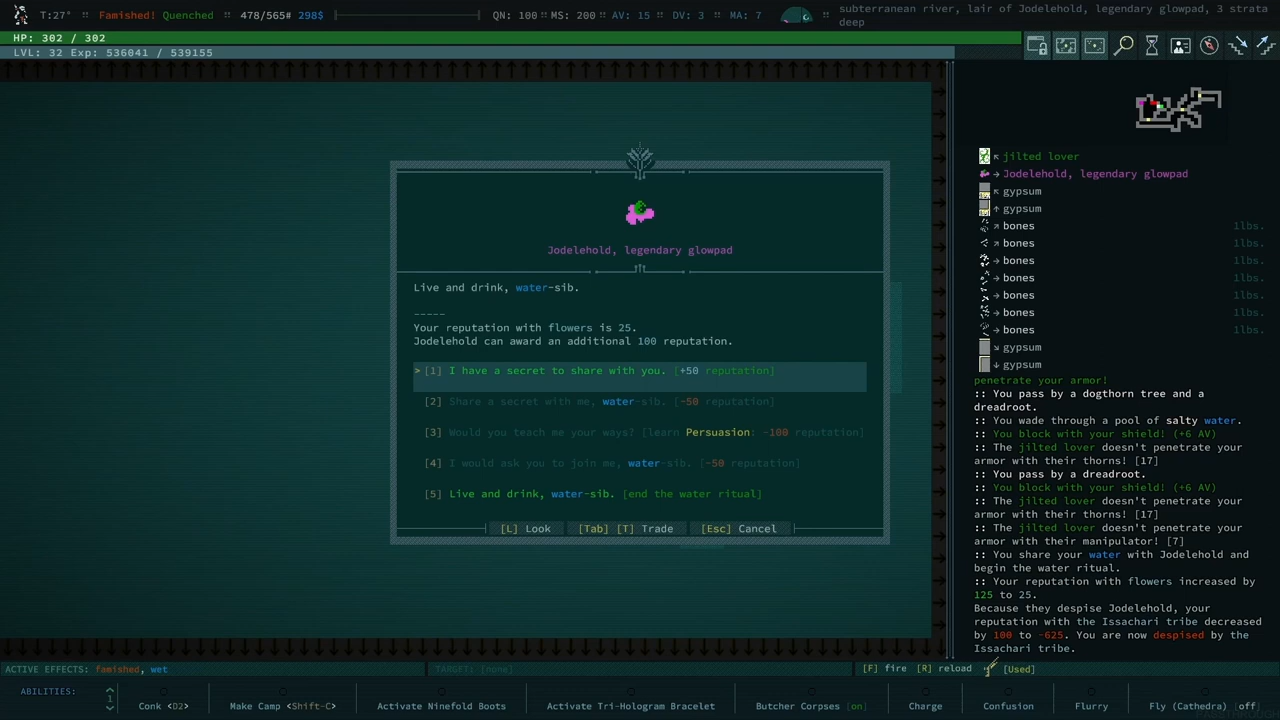 T:27° :: Famished! Quenched :: 478/565# 298$ QN: 100 :: MS: 200 :: AV: 15 :: DV: 3 :: MA: 7 :: subterranean river, lair of Jodelehold, legendary glowpad, 3 strata deep
HP: 302 / 302
LVL: 32 Exp: 536041 / 539155
jilted lover
Jodelehold, legendary glowpad
gypsum
gypsum
bones 1lbs.
bones 1lbs.
bones 1lbs.
bones 1lbs.
bones 1lbs.
bones 1lbs.
bones 1lbs.
gypsum
gypsum
Jodelehold, legendary glowpad
Live and drink, water-sib.
-----
Your reputation with flowers is 25.
Jodelehold can award an additional 100 reputation.
> [1] I have a secret to share with you. [+50 reputation]
[2] Share a secret with me, water-sib. [-50 reputation]
[3] Would you teach me your ways? [learn Persuasion: -100 reputation]
[4] I would ask you to join me, water-sib. [-50 reputation]
[5] Live and drink, water-sib. [end the water ritual]
[L] Look [Tab] [T] Trade [Esc] Cancel
penetrate your armor!
:: You pass by a dogthorn tree and a
dreadroot.
:: You wade through a pool of salty water.
:: You block with your shield! (+6 AV)
:: The jilted lover doesn't penetrate your
armor with their thorns! [17]
:: You pass by a dreadroot.
:: You block with your shield! (+6 AV)
:: The jilted lover doesn't penetrate your
armor with their thorns! [17]
:: The jilted lover doesn't penetrate your
armor with their manipulator! [7]
:: You share your water with Jodelehold and
begin the water ritual.
:: Your reputation with flowers increased by
125 to 25.
Because they despise Jodelehold, your
reputation with the Issachari tribe decreased
by 100 to -625. You are now despised by the
Issachari tribe.
ACTIVE EFFECTS: famished, wet
TARGET: [none]
[F] fire [R] reload [Used]
ABILITIES: 1 Conk <D2> Make Camp <Shift-C> Activate Ninefold Boots Activate Tri-Hologram Bracelet Butcher Corpses [on] Charge Confusion Flurry Fly (Cathedra) off